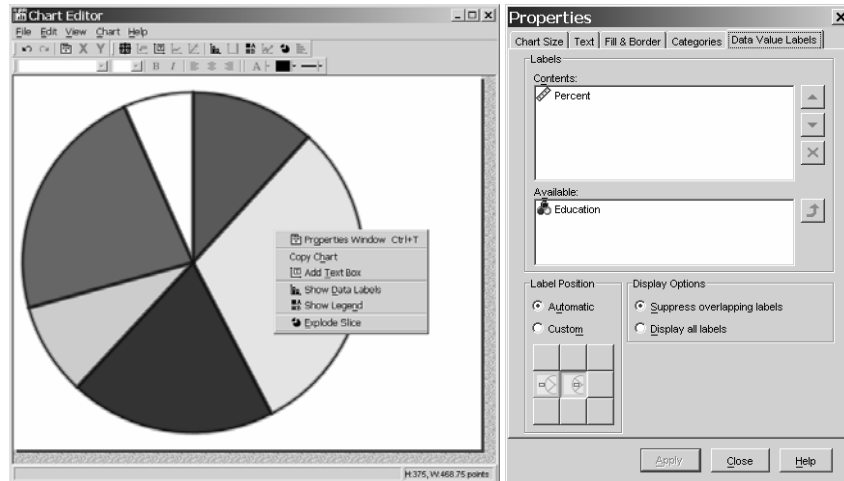 Chart Editor
File Edit View Chart Help
X Y
B I A
Properties Window Ctrl+T
Copy Chart
Add Text Box
Show Data Labels
Show Legend
Explode Slice
H:375, W:468.75 points
Properties
Chart Size Text Fill & Border Categories Data Value Labels
Labels
Contents:
Percent
Available:
Education
Label Position Display Options
Automatic Suppress overlapping labels
Custom Display all labels
Apply Close Help